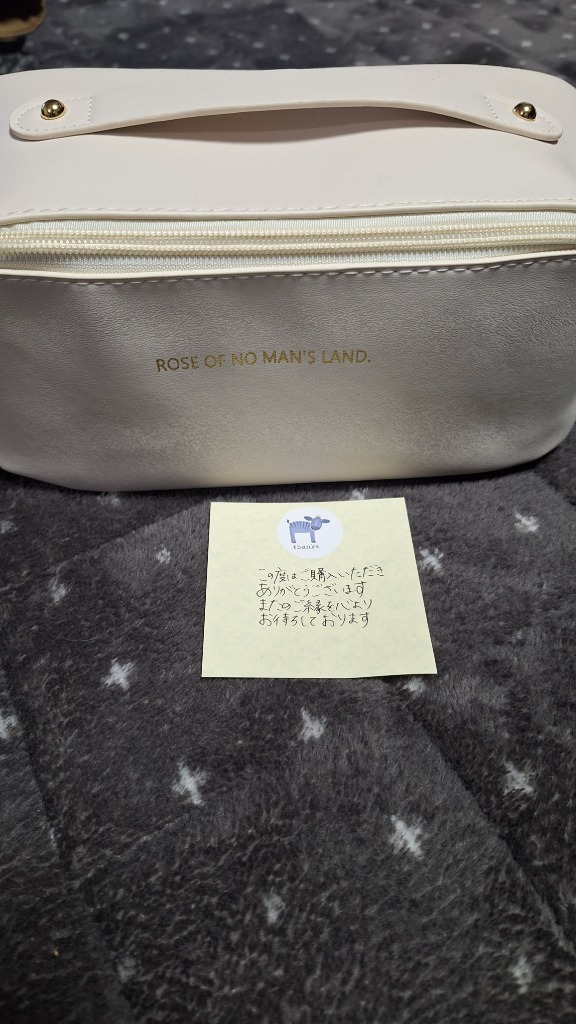 ROSE OF NO MAN'S LAND.
thanks
この度はご購入いただき
ありがとうございます
またのご縁を心より
お待ちしております